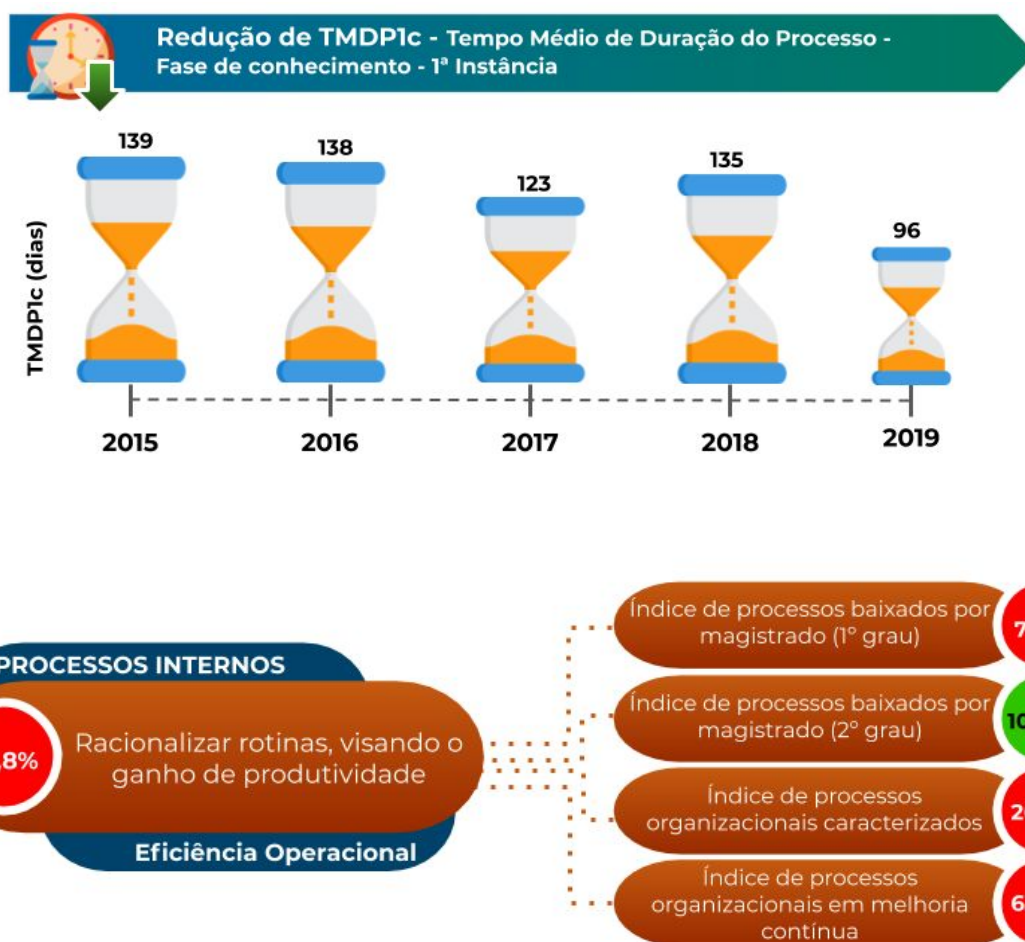 Redução de TMDP1c - Tempo Médio de Duração do Processo -
Fase de conhecimento - 1ª Instância
139
138
123
135
96
TMDP1c (dias)
2015
2016
2017
2018
2019
PROCESSOS INTERNOS
Racionalizar rotinas, visando o
ganho de produtividade
Eficiência Operacional
Índice de processos baixados por
magistrado (1º grau)
Índice de processos baixados por
magistrado (2º grau)
Índice de processos
organizacionais caracterizados
Índice de processos
organizacionais em melhoria
contínua